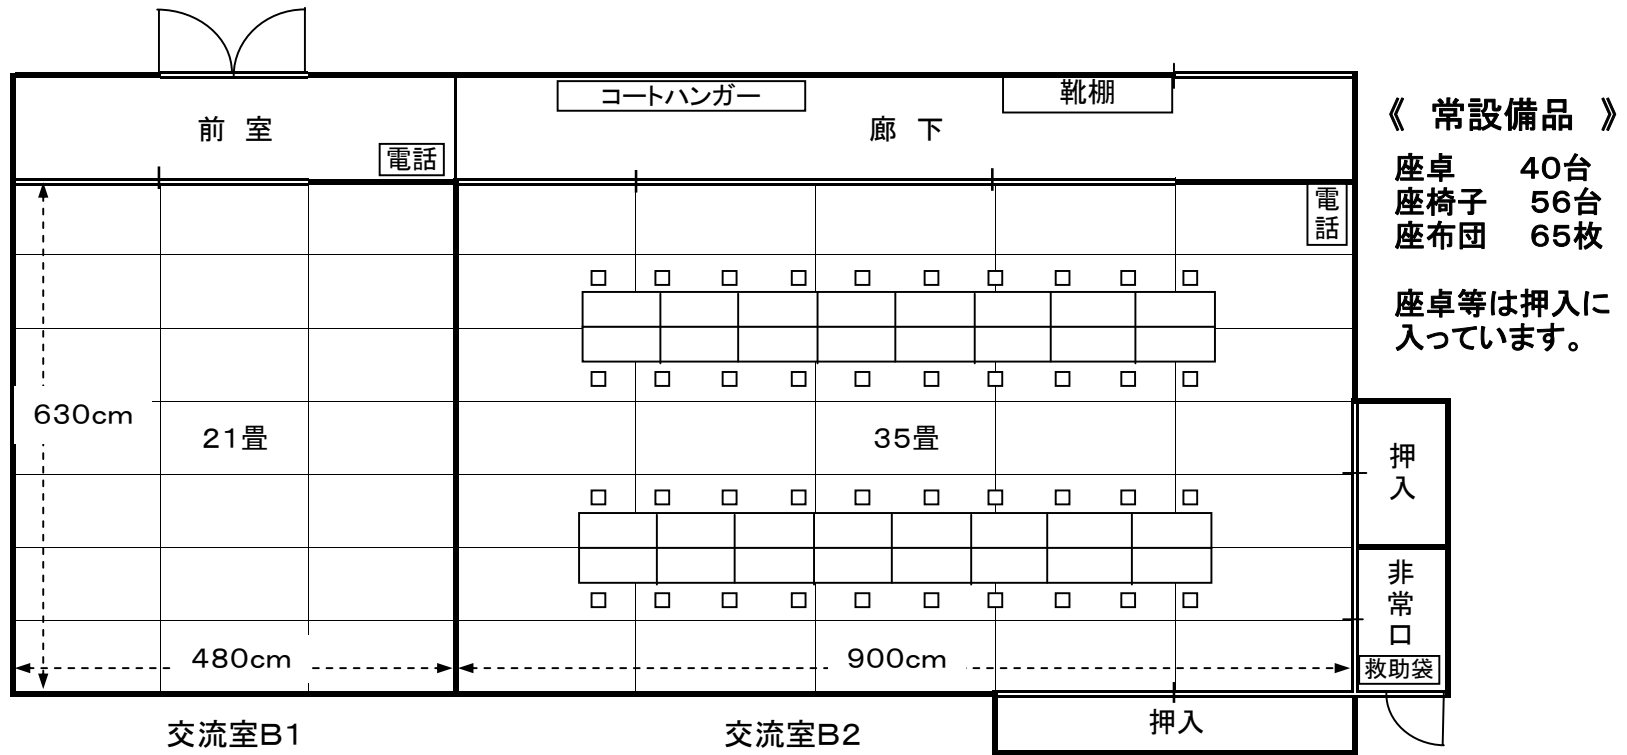 コートハンガー
靴棚
前 室
電話
廊 下
電話
《 常設備品 》
座卓 40台
座椅子 56台
座布団 65枚
座卓等は押入に
入っています。
630cm
21畳
35畳
押入
非常口
救助袋
480cm
900cm
押入
交流室B1
交流室B2